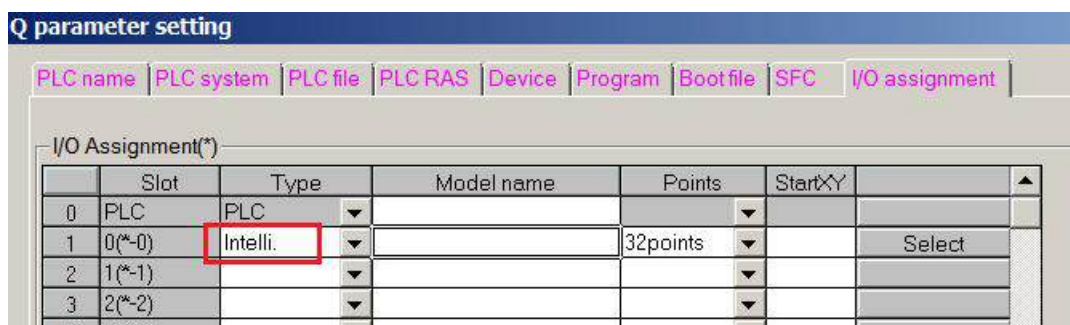 Q parameter setting
PLC name PLC system PLC file PLC RAS Device Program Boot file SFC I/O assignment
I/O Assignment(*)
Slot Type Model name Points StartXY
0 PLC PLC
1 0(*-0) Intelli. 32points Select
2 1(*-1)
3 2(*-2)